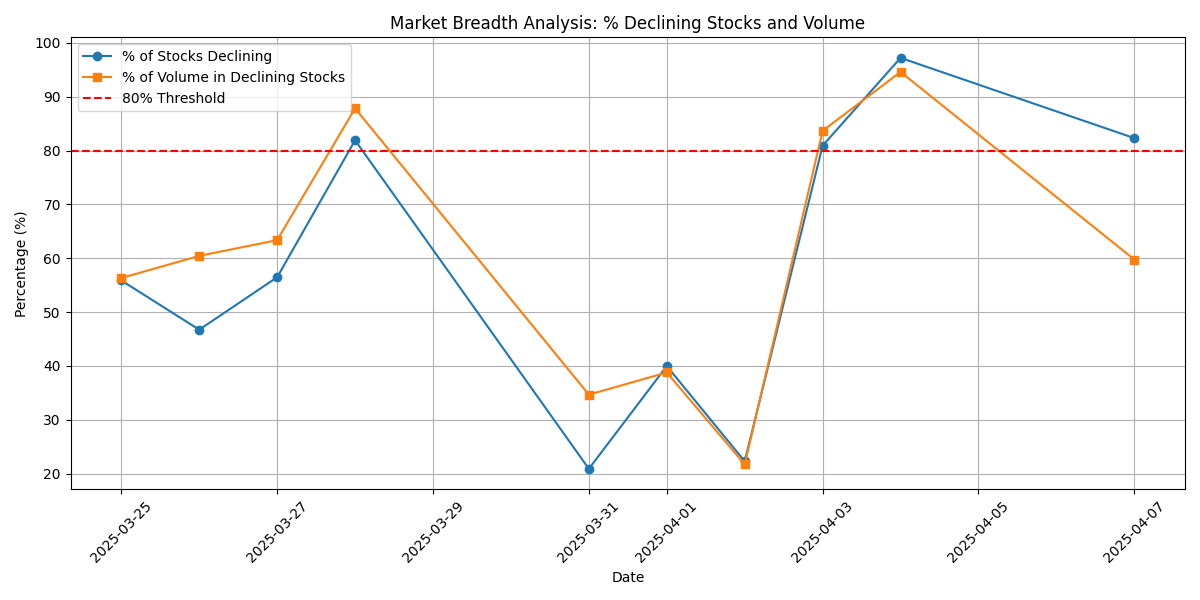 Market Breadth Analysis: % Declining Stocks and Volume
% of Stocks Declining
% of Volume in Declining Stocks
80% Threshold
Percentage (%)
100
90
80
70
60
50
40
30
20
2025-03-25
2025-03-27
2025-03-29
2025-03-31
2025-04-01
2025-04-03
2025-04-05
2025-04-07
Date